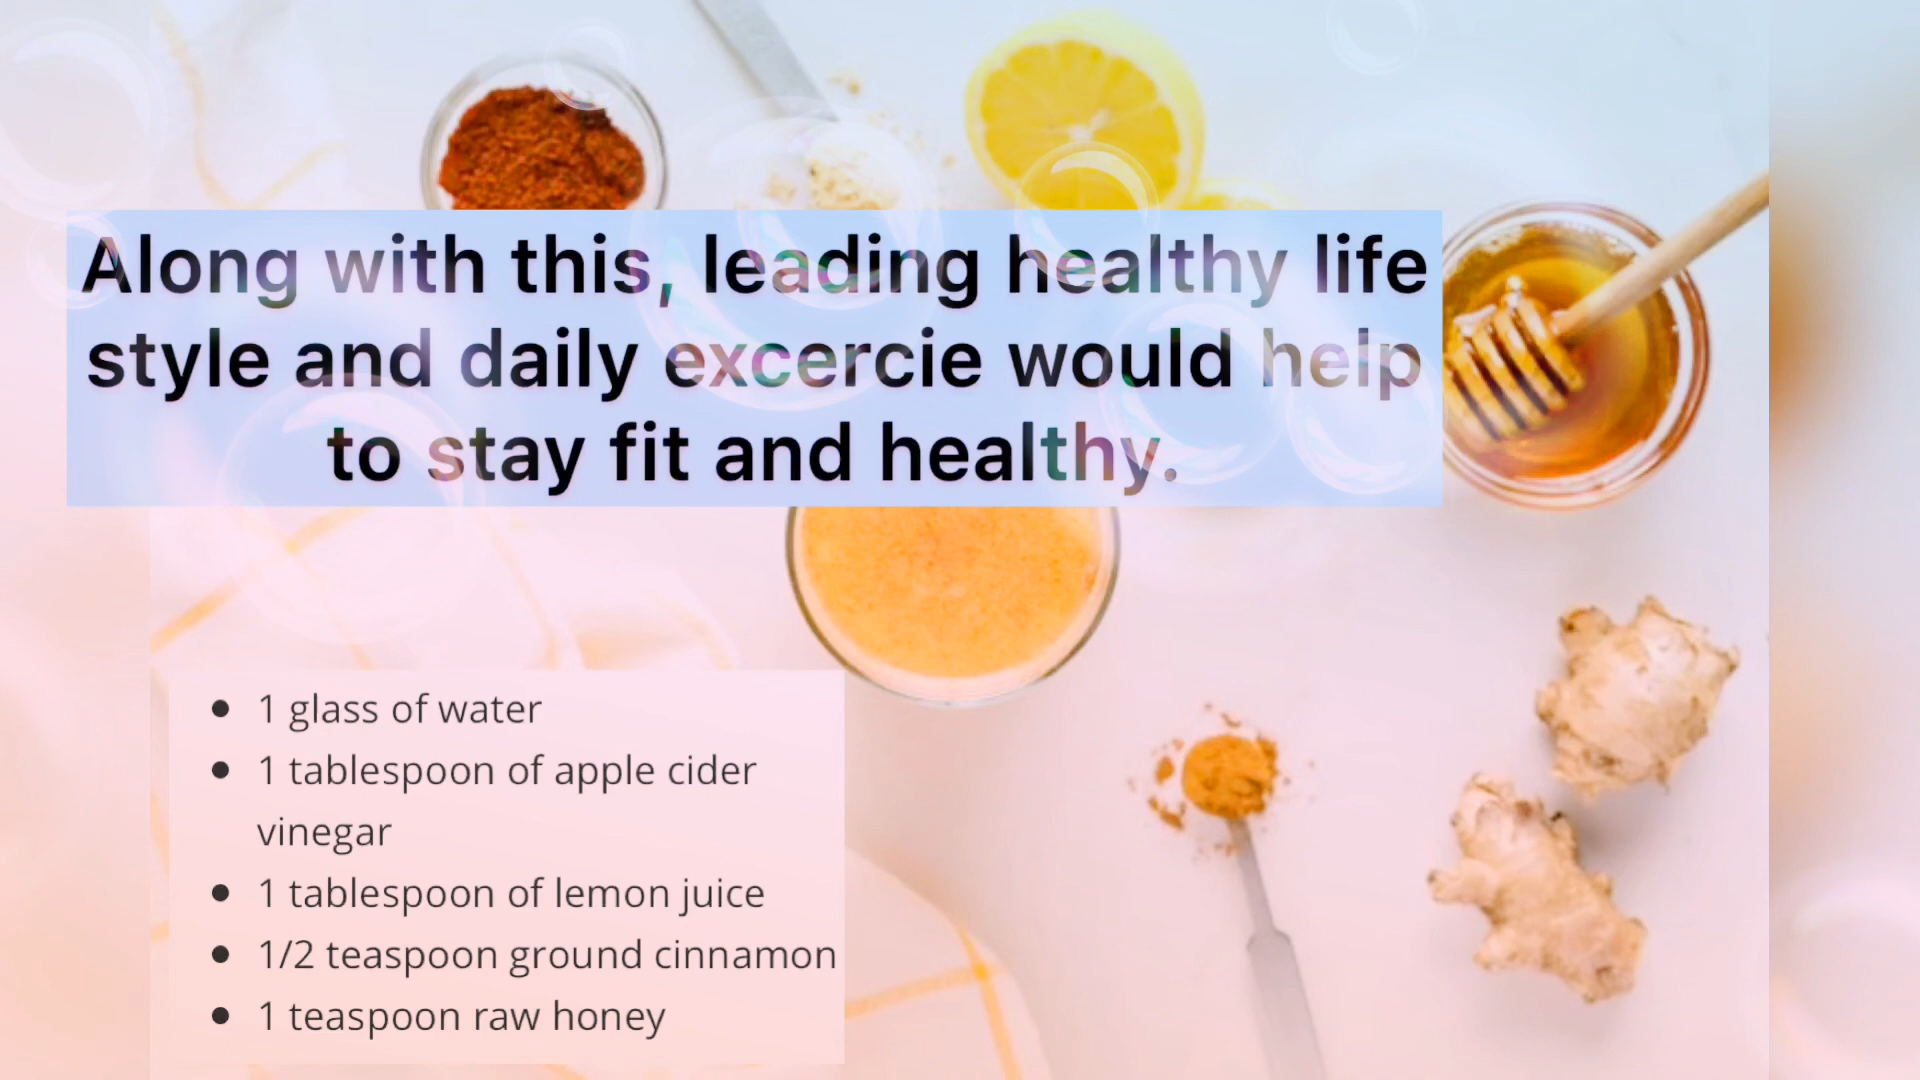 Along with this, leading healthy life
style and daily excercie would help
to stay fit and healthy.
• 1 glass of water
• 1 tablespoon of apple cider
vinegar
• 1 tablespoon of lemon juice
• 1/2 teaspoon ground cinnamon
• 1 teaspoon raw honey